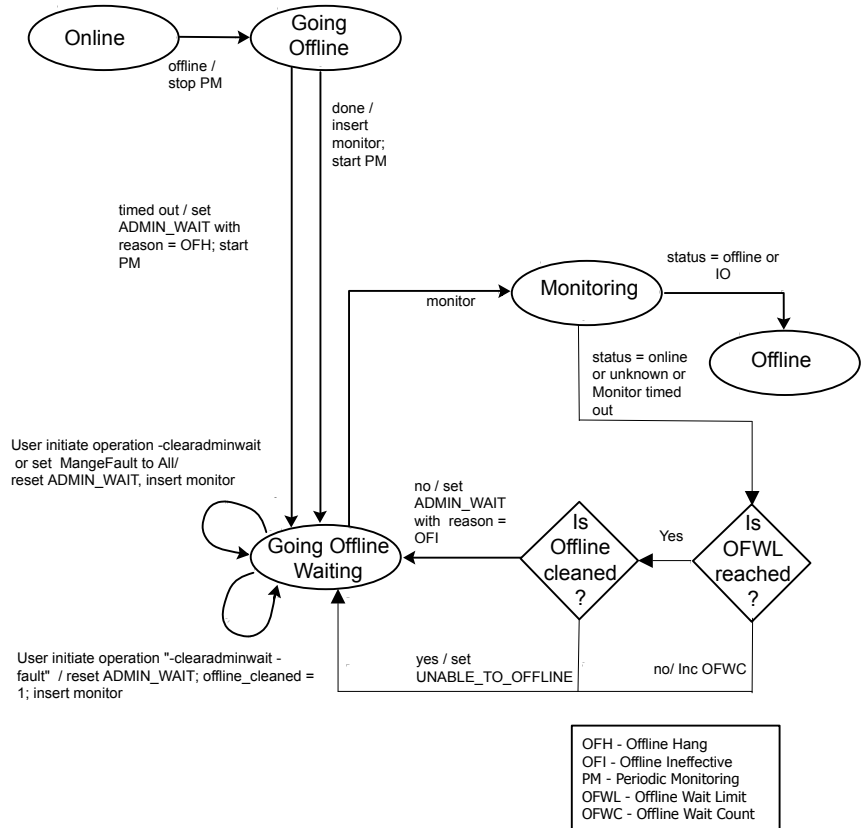 Online
Going
Offline
offline /
stop PM
done /
insert
monitor;
start PM
timed out / set
ADMIN_WAIT with
reason = OFH; start
PM
monitor
Monitoring
status = offline or
IO
Offline
status = online
or unknown or
Monitor timed
out
User initiate operation -clearadminwait
or set MangeFault to All/
reset ADMIN_WAIT, insert monitor
no / set
ADMIN_WAIT
with reason =
OFI
Going Offline
Waiting
Is
Offline
cleaned
?
Yes
Is
OFWL
reached
?
User initiate operation "-clearadminwait -
fault" / reset ADMIN_WAIT; offline_cleaned =
1; insert monitor
yes / set
UNABLE_TO_OFFLINE
no/ Inc OFWC
OFH - Offline Hang
OFI - Offline Ineffective
PM - Periodic Monitoring
OFWL - Offline Wait Limit
OFWC - Offline Wait Count